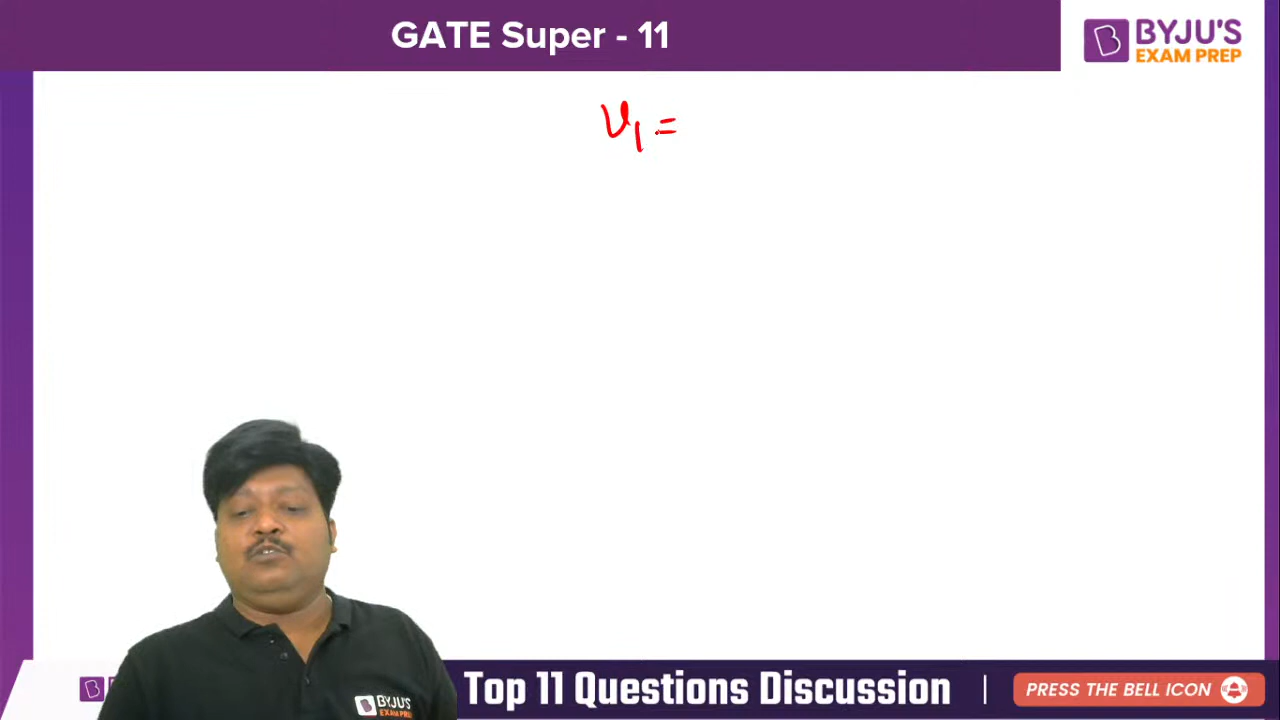 GATE Super - 11
BYJU'S
EXAM PREP
v₁ =
BYJU'S
EXAM PREP
Top 11 Questions Discussion
PRESS THE BELL ICON